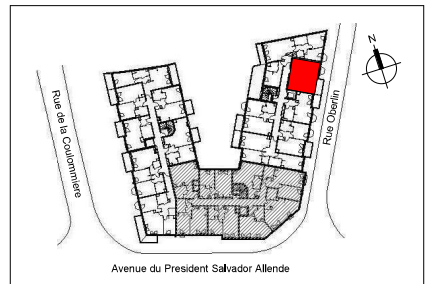 N
Rue de la Coulommiere
Rue Oberlin
Avenue du President Salvador Allende